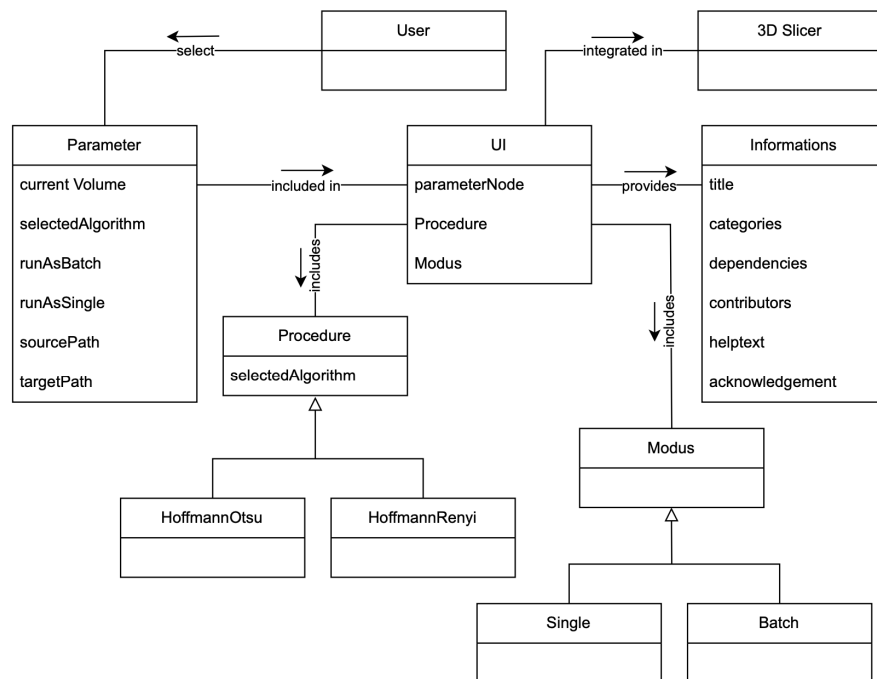 User
3D Slicer
select
integrated in
Parameter
current Volume
selectedAlgorithm
runAsBatch
runAsSingle
sourcePath
targetPath
included in
UI
parameterNode
Procedure
Modus
provides
Informations
title
categories
dependencies
contributors
helptext
acknowledgement
includes
includes
Procedure
selectedAlgorithm
Modus
HoffmannOtsu
HoffmannRenyi
Single
Batch